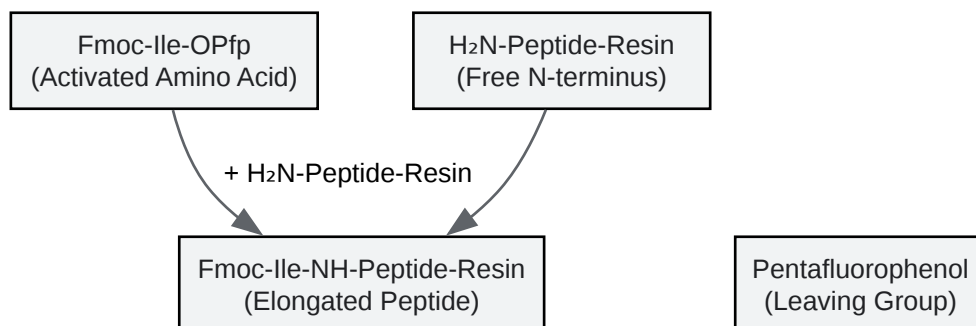 Fmoc-Ile-OPfp
(Activated Amino Acid)
H₂N-Peptide-Resin
(Free N-terminus)
+ H₂N-Peptide-Resin
Fmoc-Ile-NH-Peptide-Resin
(Elongated Peptide)
Pentafluorophenol
(Leaving Group)